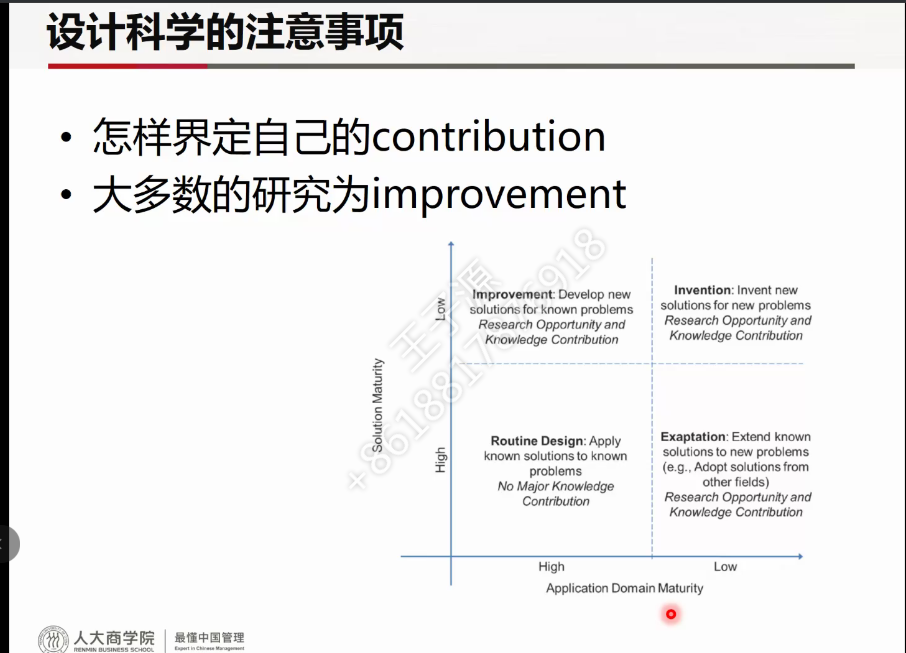 设计科学的注意事项
• 怎样界定自己的contribution
• 大多数的研究为improvement
Solution Maturity
Low
High
Improvement: Develop new
solutions for known problems
Research Opportunity and
Knowledge Contribution
Invention: Invent new
solutions for new problems
Research Opportunity and
Knowledge Contribution
Routine Design: Apply
known solutions to known
problems
No Major Knowledge
Contribution
Exaptation: Extend known
solutions to new problems
(e.g., Adopt solutions from
other fields)
Research Opportunity and
Knowledge Contribution
High
Low
Application Domain Maturity
人大商学院
RENMIN BUSINESS SCHOOL
最懂中国管理
Expert in Chinese Management